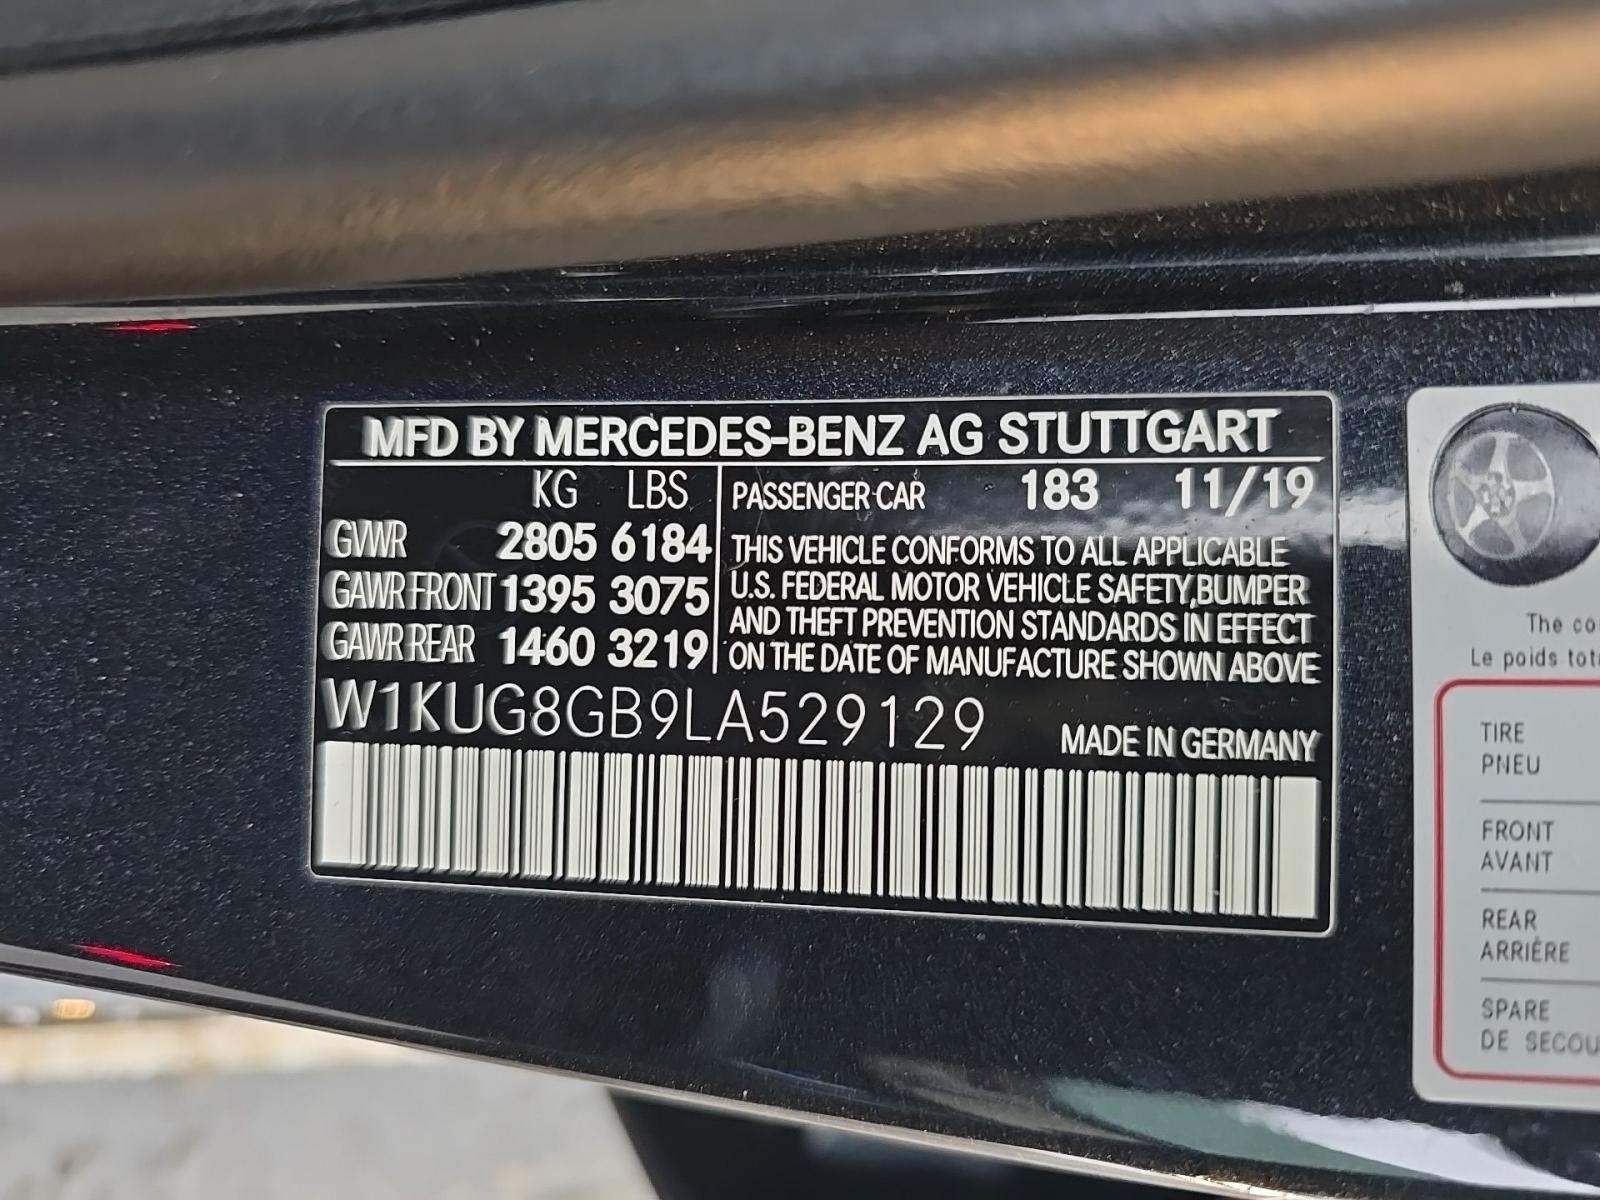 MFD BY MERCEDES-BENZ AG STUTTGART
KG LBS
GVWR 2805 6184
GAWR FRONT 1395 3075
GAWR REAR 1460 3219
PASSENGER CAR 183 11/19
THIS VEHICLE CONFORMS TO ALL APPLICABLE
U.S. FEDERAL MOTOR VEHICLE SAFETY,BUMPER
AND THEFT PREVENTION STANDARDS IN EFFECT
ON THE DATE OF MANUFACTURE SHOWN ABOVE
W1KUG8GB9LA529129
MADE IN GERMANY
The co
Le poids tot
TIRE
PNEU
FRONT
AVANT
REAR
ARRIÈRE
SPARE
DE SECOU